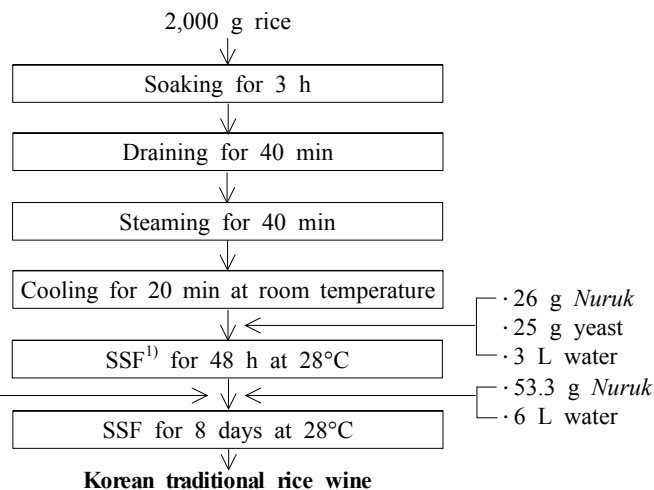 2,000 g rice
Soaking for 3 h
Draining for 40 min
Steaming for 40 min
Cooling for 20 min at room temperature
· 26 g Nuruk
· 25 g yeast
· 3 L water
SSF1) for 48 h at 28°C
· 53.3 g Nuruk
· 6 L water
SSF for 8 days at 28°C
Korean traditional rice wine